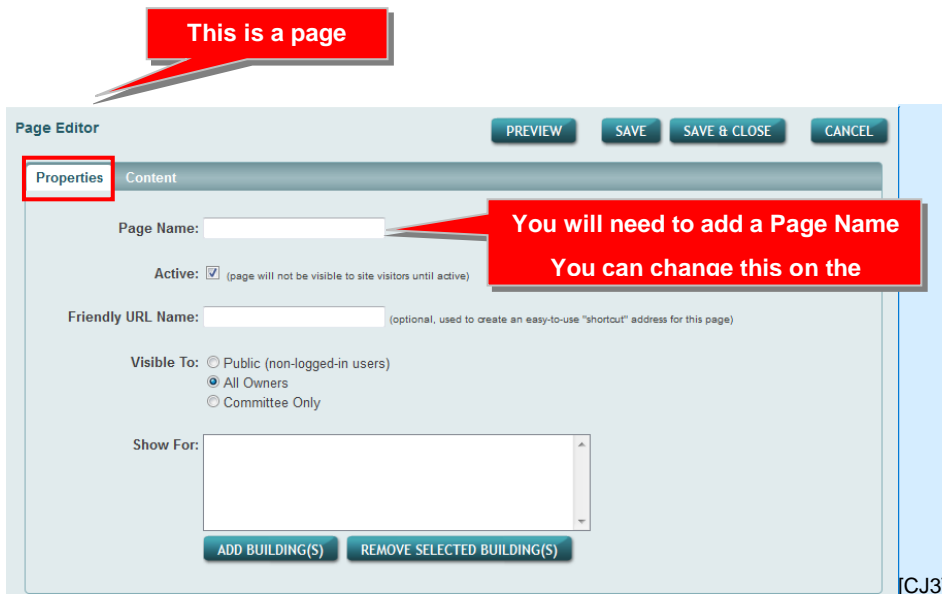 This is a page
Page Editor
PREVIEW SAVE SAVE & CLOSE CANCEL
Properties Content
Page Name:
You will need to add a Page Name
You can change this on the
Active: (page will not be visible to site visitors until active)
Friendly URL Name: (optional, used to create an easy-to-use "shortcut" address for this page)
Visible To: Public (non-logged-in users)
All Owners
Committee Only
Show For:
ADD BUILDING(S) REMOVE SELECTED BUILDING(S)
[CJ3